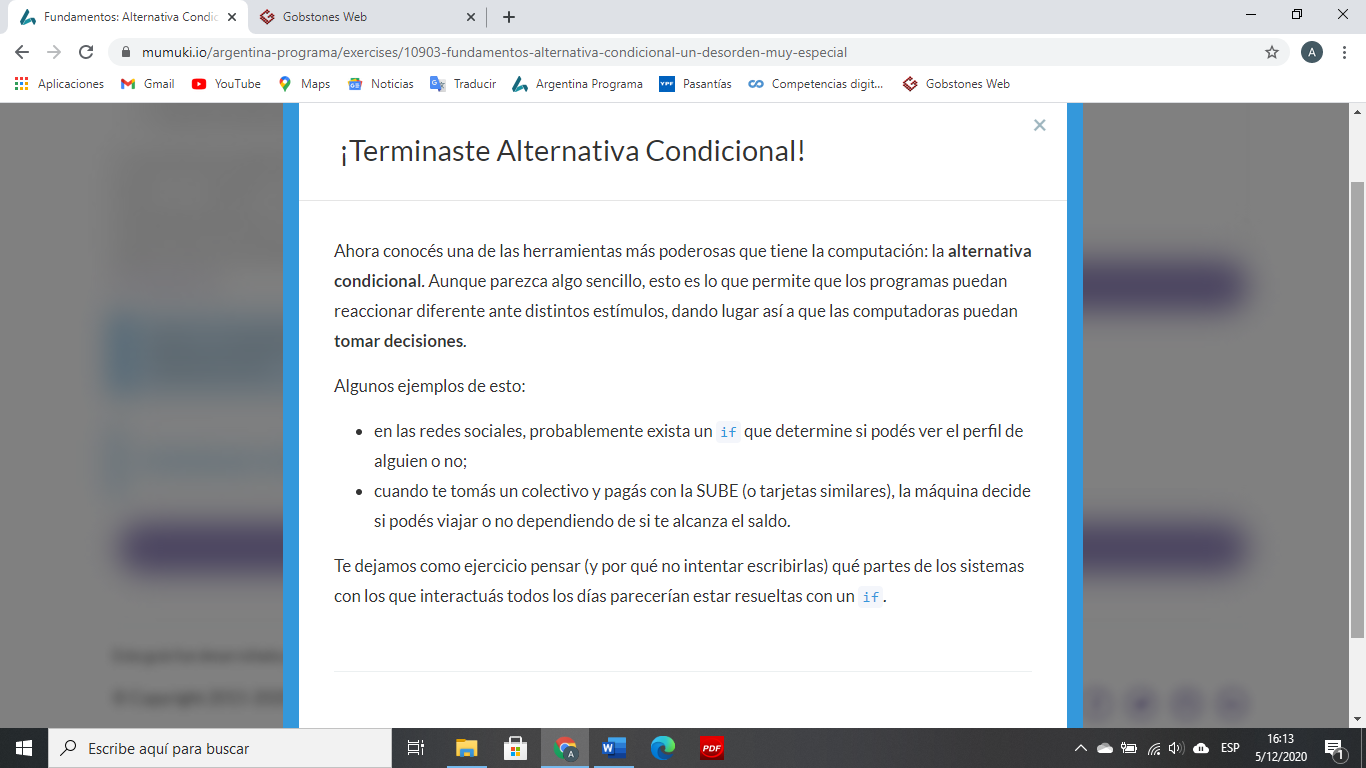 Fundamentos: Alternativa Condic
Gobstones Web
mumuki.io/argentina-programa/exercises/10903-fundamentos-alternativa-condicional-un-desorden-muy-especial
A
Aplicaciones
Gmail
YouTube
Maps
Noticias
Traducir
Argentina Programa
YPF
Pasantías
Competencias digit...
Gobstones Web
¡Terminaste Alternativa Condicional!
Ahora conocés una de las herramientas más poderosas que tiene la computación: la alternativa
condicional. Aunque parezca algo sencillo, esto es lo que permite que los programas puedan
reaccionar diferente ante distintos estímulos, dando lugar así a que las computadoras puedan
tomar decisiones.
Algunos ejemplos de esto:
en las redes sociales, probablemente exista un if que determine si podés ver el perfil de
alguien o no;
cuando te tomás un colectivo y pagás con la SUBE (o tarjetas similares), la máquina decide
si podés viajar o no dependiendo de si te alcanza el saldo.
Te dejamos como ejercicio pensar (y por qué no intentar escribirlas) qué partes de los sistemas
con los que interactuás todos los días parecerían estar resueltas con un if.
Escribe aquí para buscar
A
W
PDF
ESP
16:13
5/12/2020
1